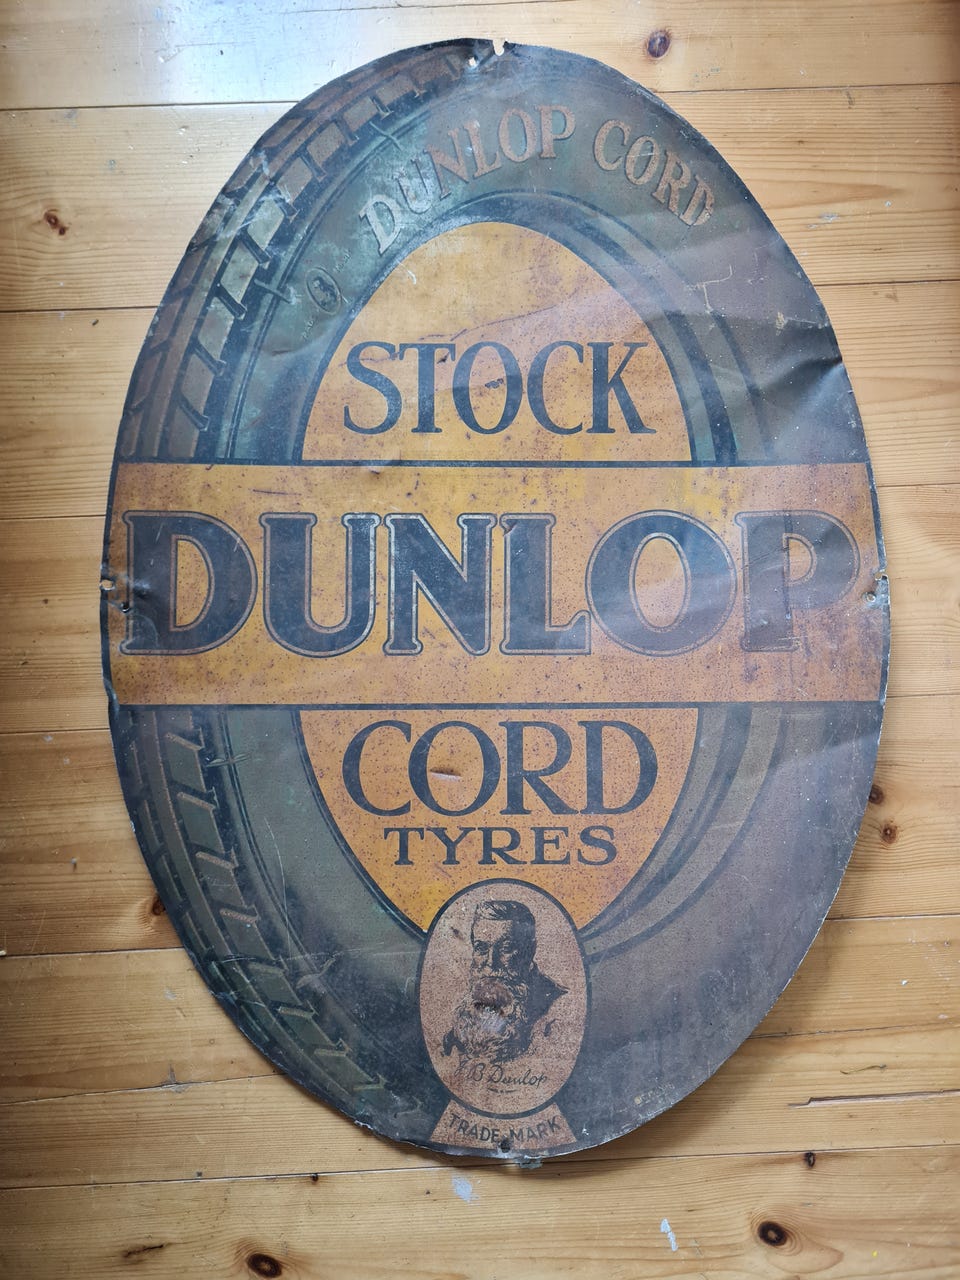 DUNLOP CORD
STOCK
DUNLOP
CORD
TYRES
J B Dunlop
TRADE MARK